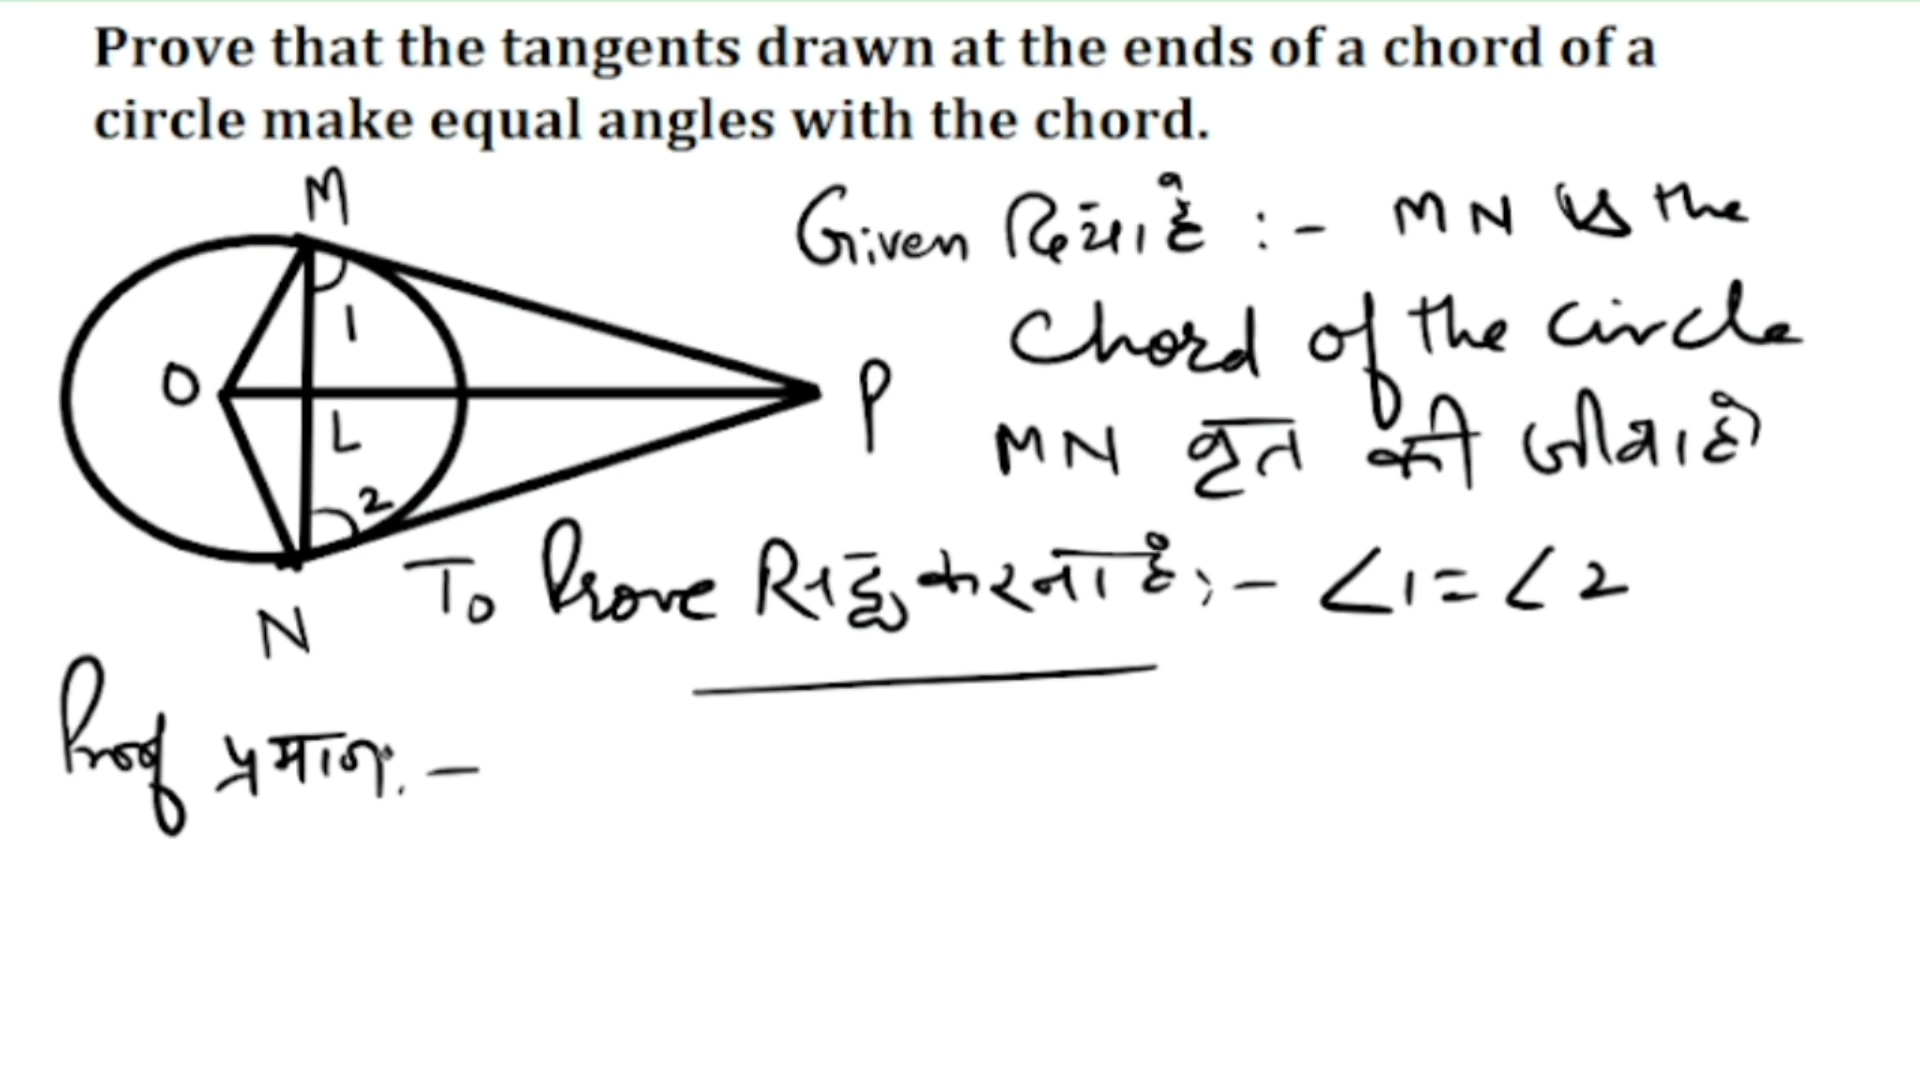 Prove that the tangents drawn at the ends of a chord of a
circle make equal angles with the chord.
M
Given दिया है :- MN is the
1
chord of the circle
O
P
L
MN वृत की जीवा है
2
To Prove सिद्ध करना है :- ∠1 = ∠2
N
Proof प्रमाण :-